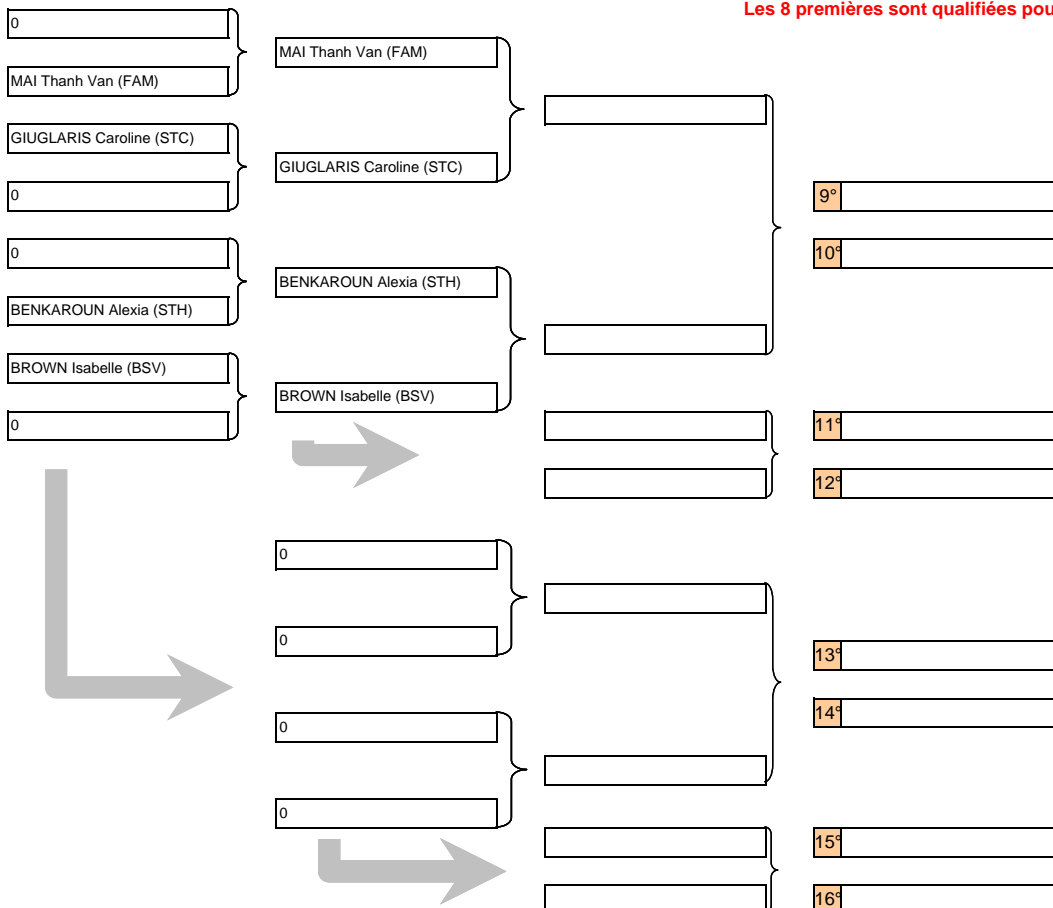 Les 8 premières sont qualifiées pou
0
MAI Thanh Van (FAM)
GIUGLARIS Caroline (STC)
0
0
BENKAROUN Alexia (STH)
BROWN Isabelle (BSV)
0
MAI Thanh Van (FAM)
GIUGLARIS Caroline (STC)
BENKAROUN Alexia (STH)
BROWN Isabelle (BSV)
0
0
0
0
9°
10°
11°
12°
13°
14°
15°
16°